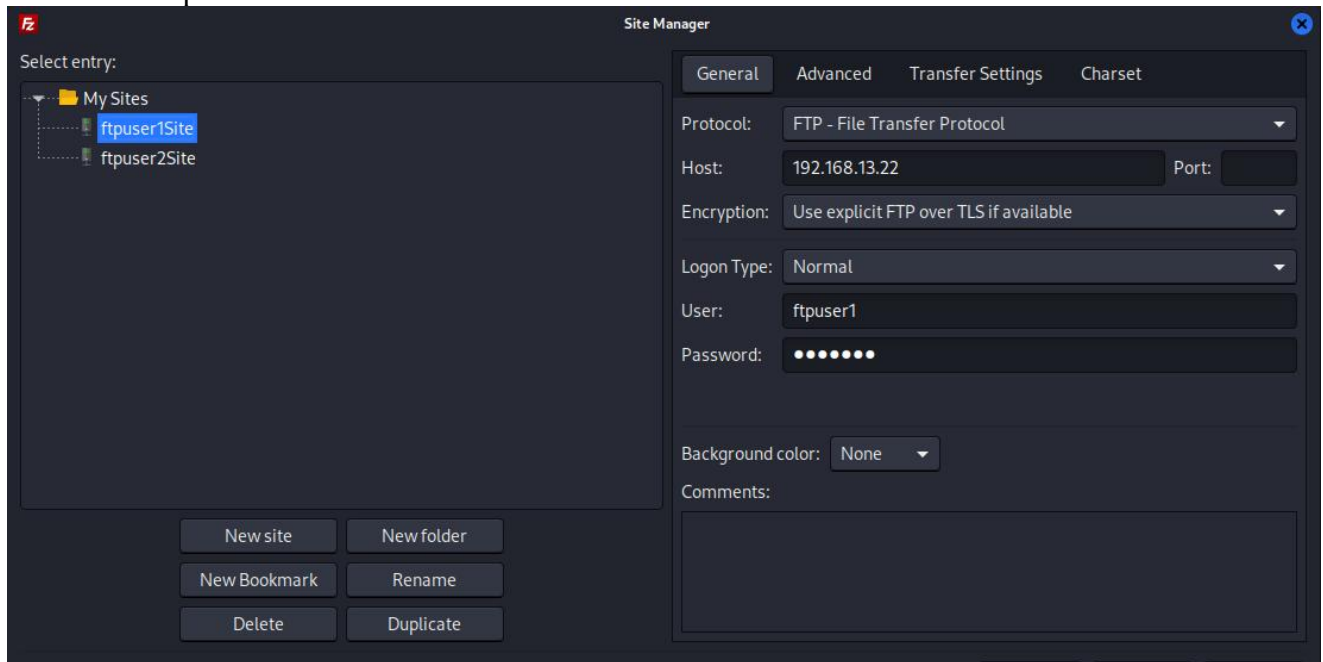 Fz
Site Manager
Select entry:
My Sites
ftpuser1Site
ftpuser2Site
New site
New folder
New Bookmark
Rename
Delete
Duplicate
General
Advanced
Transfer Settings
Charset
Protocol:
FTP - File Transfer Protocol
Host:
192.168.13.22
Port:
Encryption:
Use explicit FTP over TLS if available
Logon Type:
Normal
User:
ftpuser1
Password:
●●●●●●●
Background color:
None
Comments: